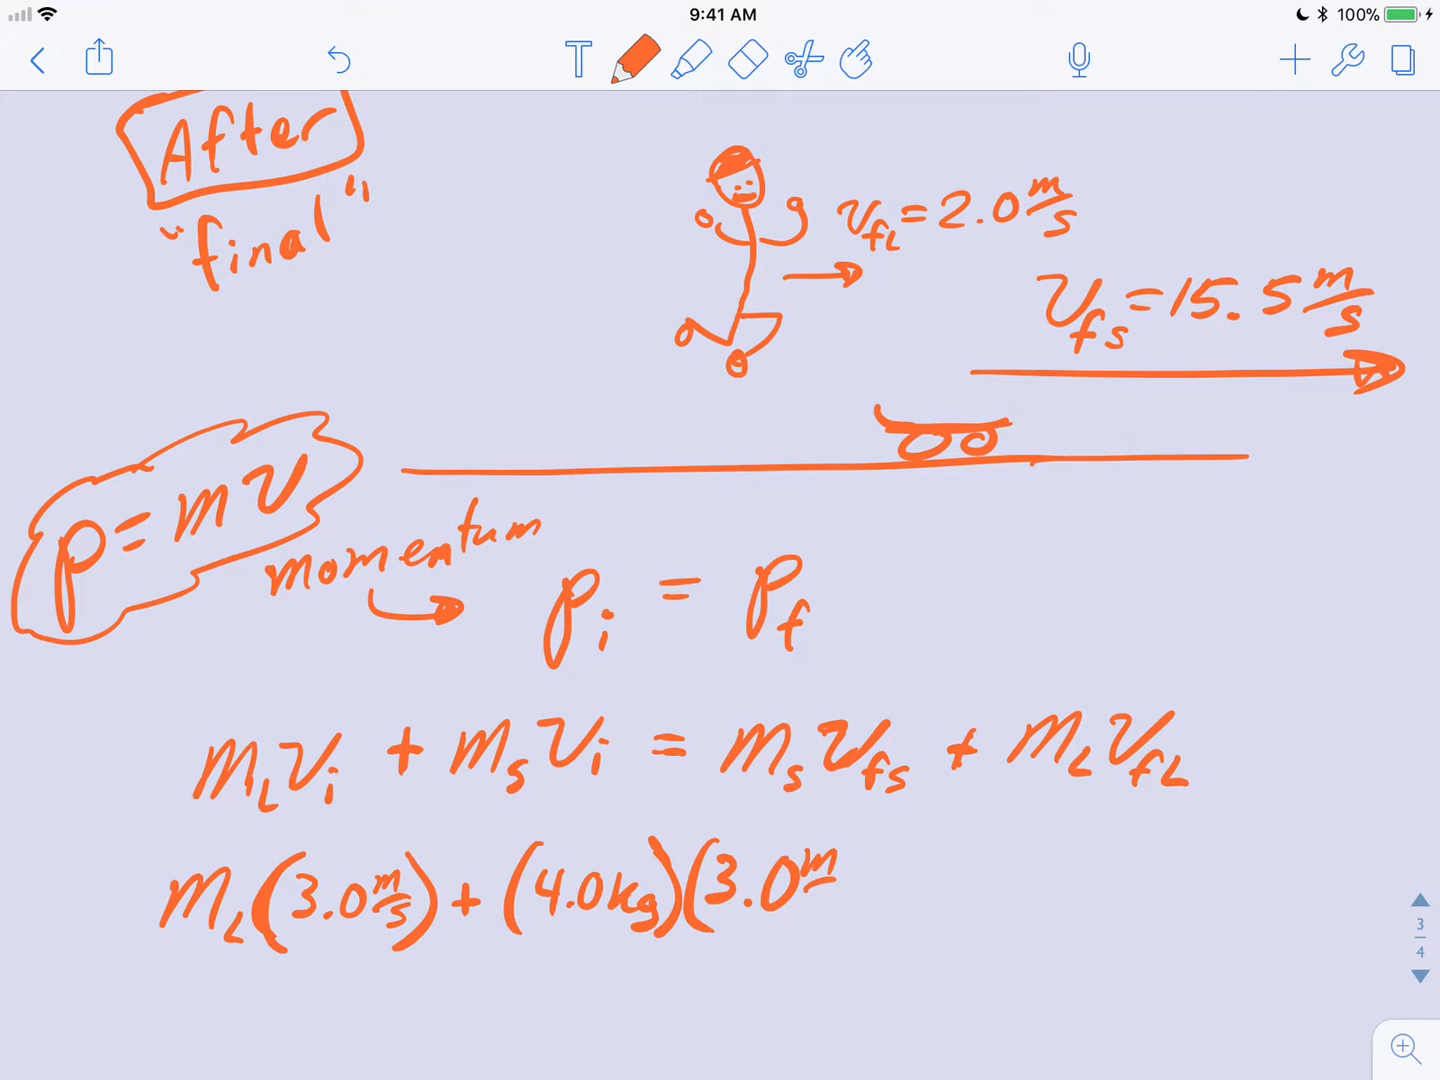 9:41 AM
100%
T
After
"final"
v_fL = 2.0 m/s
v_fs = 15.5 m/s
p = mv
momentum
p_i = p_f
m_L v_i + m_s v_i = m_s v_fs + m_L v_fL
m_L (3.0 m/s) + (4.0 kg)(3.0 m
3
4